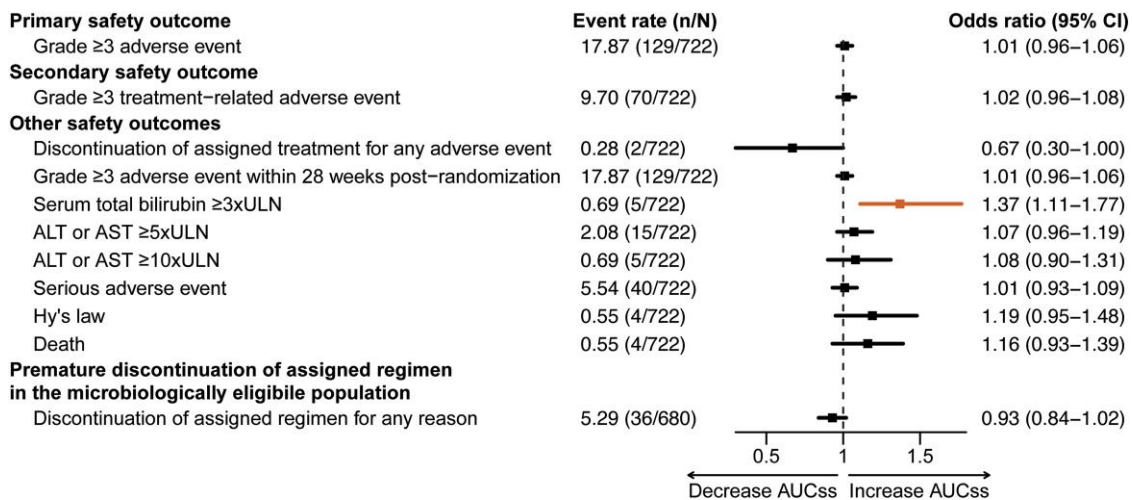 Primary safety outcome Event rate (n/N) Odds ratio (95% CI)
Grade ≥3 adverse event 17.87 (129/722) 1.01 (0.96−1.06)
Secondary safety outcome
Grade ≥3 treatment−related adverse event 9.70 (70/722) 1.02 (0.96−1.08)
Other safety outcomes
Discontinuation of assigned treatment for any adverse event 0.28 (2/722) 0.67 (0.30−1.00)
Grade ≥3 adverse event within 28 weeks post−randomization 17.87 (129/722) 1.01 (0.96−1.06)
Serum total bilirubin ≥3xULN 0.69 (5/722) 1.37 (1.11−1.77)
ALT or AST ≥5xULN 2.08 (15/722) 1.07 (0.96−1.19)
ALT or AST ≥10xULN 0.69 (5/722) 1.08 (0.90−1.31)
Serious adverse event 5.54 (40/722) 1.01 (0.93−1.09)
Hy's law 0.55 (4/722) 1.19 (0.95−1.48)
Death 0.55 (4/722) 1.16 (0.93−1.39)
Premature discontinuation of assigned regimen
in the microbiologically eligibile population
Discontinuation of assigned regimen for any reason 5.29 (36/680) 0.93 (0.84−1.02)
0.5 1 1.5
Decrease AUCss Increase AUCss